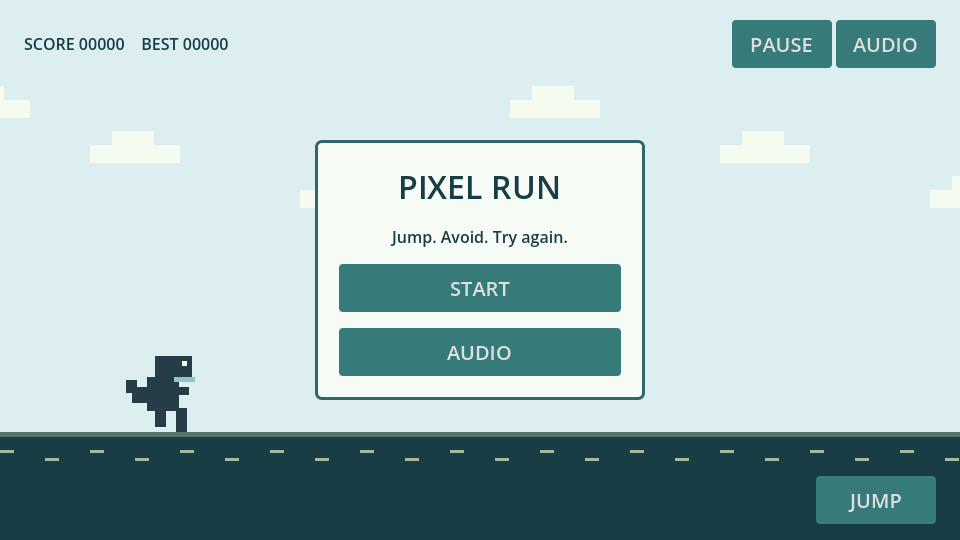 SCORE 00000 BEST 00000
PAUSE AUDIO
PIXEL RUN
Jump. Avoid. Try again.
START
AUDIO
JUMP